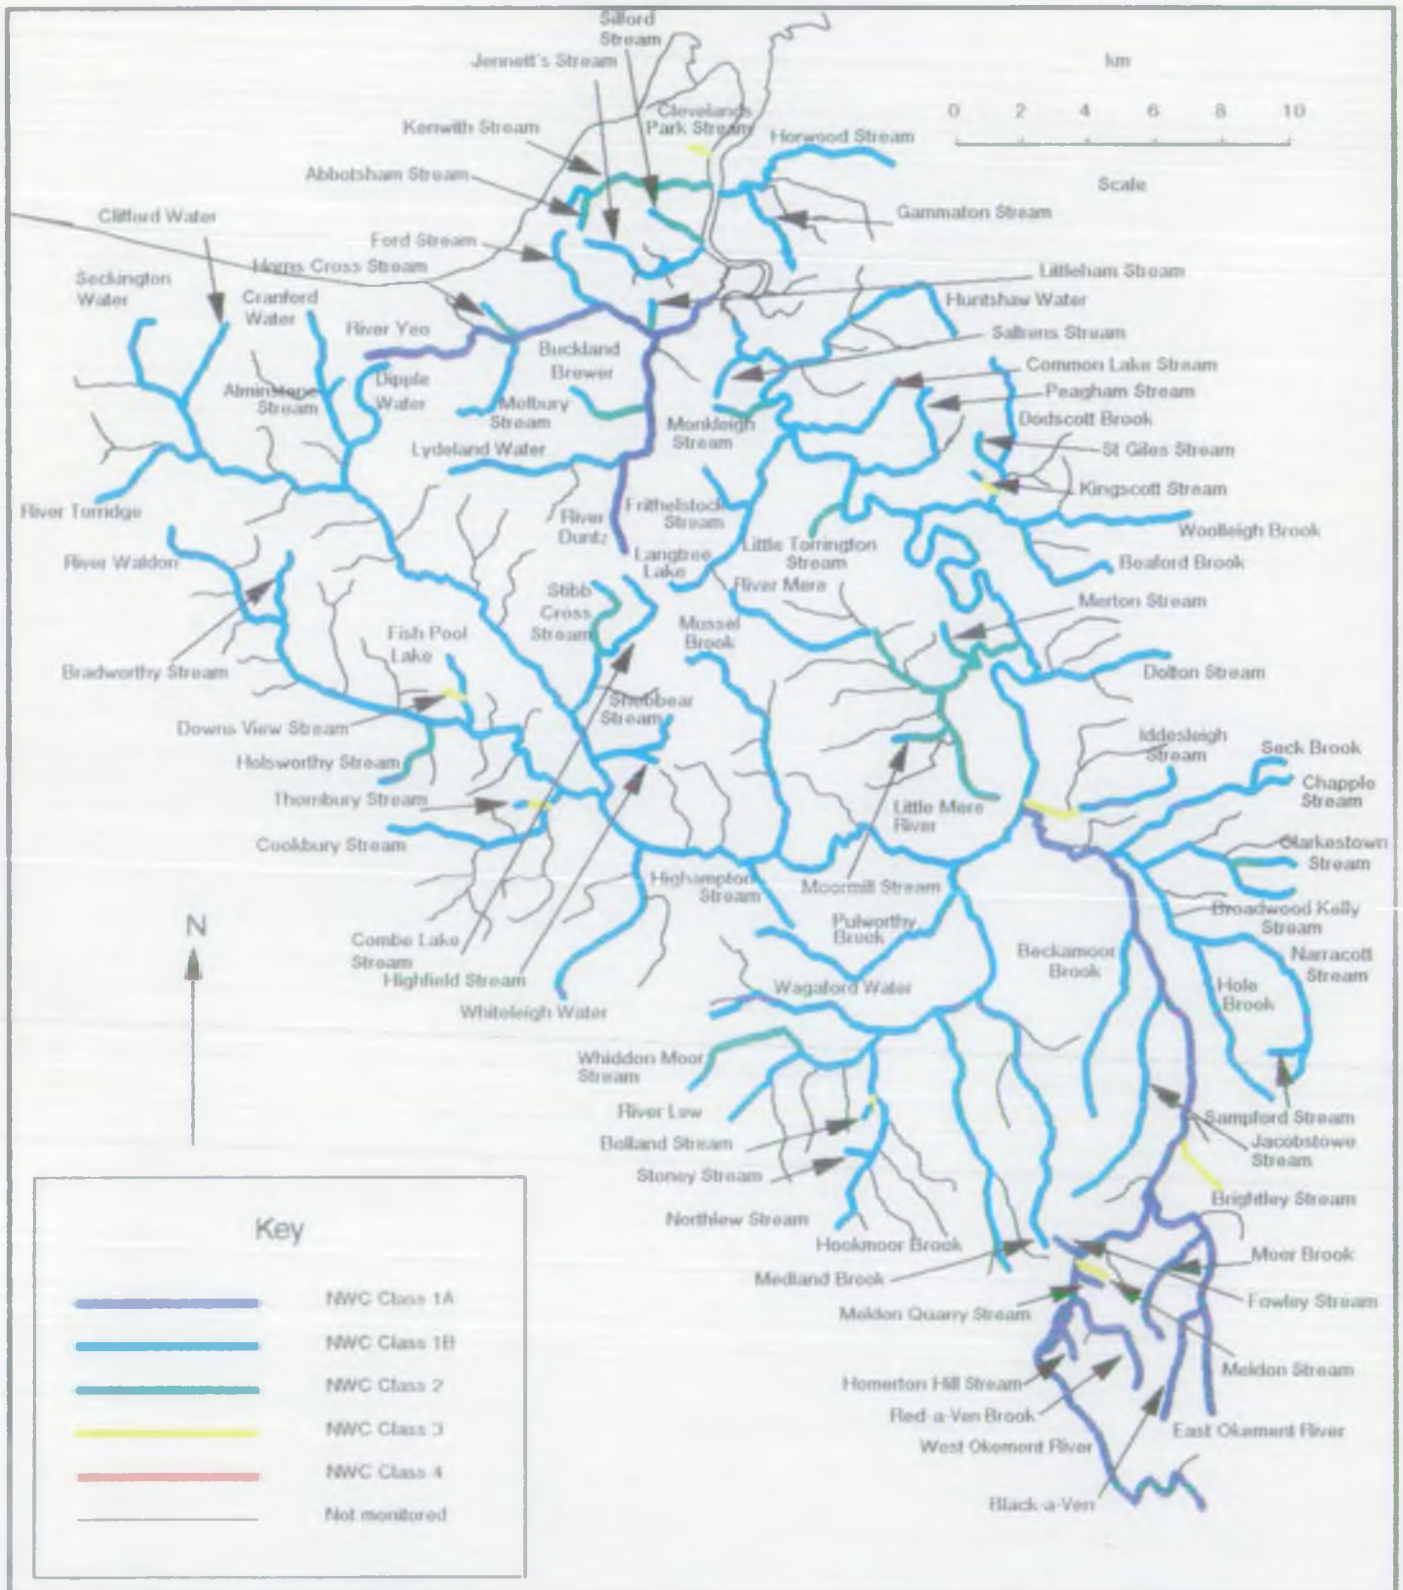 Silford
Stream
Jennett's Stream
km
Clevelands
Park Stream
0 2 4 6 8 10
Kenwith Stream
Horwood Stream
Abbotsham Stream
Scale
Clifford Water
Gammaton Stream
Ford Stream
Horns Cross Stream
Littleham Stream
Seckington
Water
Cranford
Water
Huntshaw Water
River Yeo
Saltrens Stream
Buckland
Brewer
Common Lake Stream
Dipple
Water
Alminstone
Stream
Peagham Stream
Melbury
Stream
Monkleigh
Stream
Dodscott Brook
Lydeland Water
St Giles Stream
Kingscott Stream
River Torridge
Frithelstock
Stream
River
Duntz
Woolleigh Brook
Little Torrington
Stream
River Waldon
Langtree
Lake
Beaford Brook
River Mere
Stibb
Cross
Stream
Merton Stream
Mussel
Brook
Fish Pool
Lake
Bradworthy Stream
Dolton Stream
Shebbear
Stream
Downs View Stream
Iddesleigh
Stream
Seck Brook
Holsworthy Stream
Chapple
Stream
Thornbury Stream
Little Mere
River
Cookbury Stream
Clarkestown
Stream
Highampton
Stream
Moormill Stream
Broadwood Kelly
Stream
Pulworthy
Brook
N
Combe Lake
Stream
Beckamoor
Brook
Narracott
Stream
Highfield Stream
Wagaford Water
Hole
Brook
Whiteleigh Water
Whiddon Moor
Stream
River Lew
Sampford Stream
Bolland Stream
Jacobstowe
Stream
Stoney Stream
Brightley Stream
Northlew Stream
Hookmoor Brook
Moor Brook
Medland Brook
Fowley Stream
Meldon Quarry Stream
Meldon Stream
Homerton Hill Stream
Red-a-Ven Brook
East Okement River
West Okement River
Black-a-Ven
Key
NWC Class 1A
NWC Class 1B
NWC Class 2
NWC Class 3
NWC Class 4
Not monitored